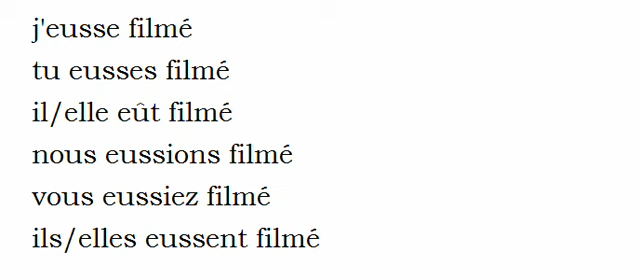 j'eusse filmé
tu eusses filmé
il/elle eût filmé
nous eussions filmé
vous eussiez filmé
ils/elles eussent filmé